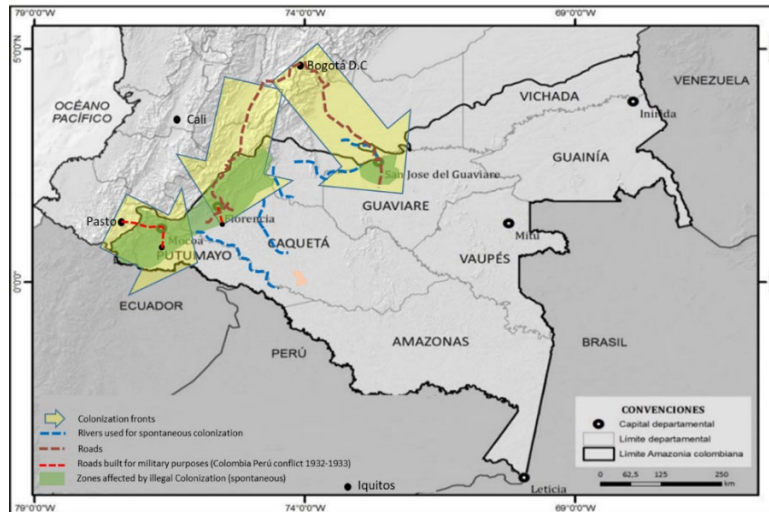 79°0'0"W
74°0'0"W
69°0'0"W
5°0'0"N
Bogotá D.C
VENEZUELA
VICHADA
OCÉANO
PACÍFICO
Cali
Inírida
GUAINÍA
San Jose del Guaviare
GUAVIARE
Pasto
Florencia
Mitú
Mocoa
CAQUETÁ
PUTUMAYO
VAUPÉS
0°0'0"
ECUADOR
AMAZONAS
BRASIL
PERÚ
Colonization fronts
Rivers used for spontaneous colonization
Roads
Roads built for military purposes (Colombia Perú conflict 1932-1933)
Zones affected by illegal Colonization (spontaneous)
CONVENCIONES
Capital departamental
Límite departamental
Límite Amazonia colombiana
0 62,5 125 250
km
Iquitos
Leticia
79°0'0"W
74°0'0"W
69°0'0"W